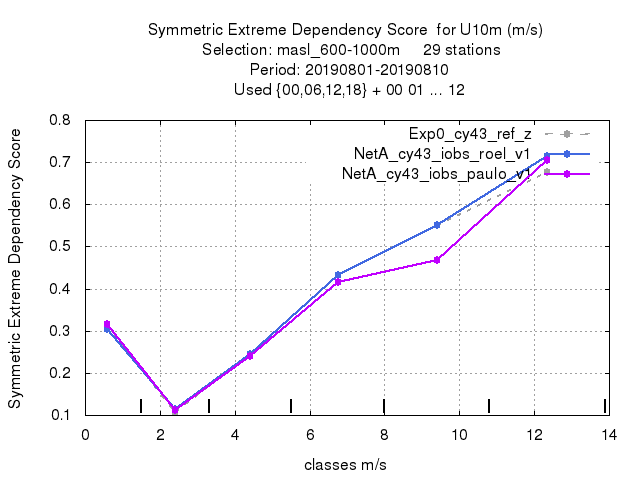 Symmetric Extreme Dependency Score for U10m (m/s)
Selection: masl_600-1000m 29 stations
Period: 20190801-20190810
Used {00,06,12,18} + 00 01 ... 12
Symmetric Extreme Dependency Score
0.8
0.7
0.6
0.5
0.4
0.3
0.2
0.1
Exp0_cy43_ref_z
NetA_cy43_iobs_roel_v1
NetA_cy43_iobs_paulo_v1
0 2 4 6 8 10 12 14
classes m/s